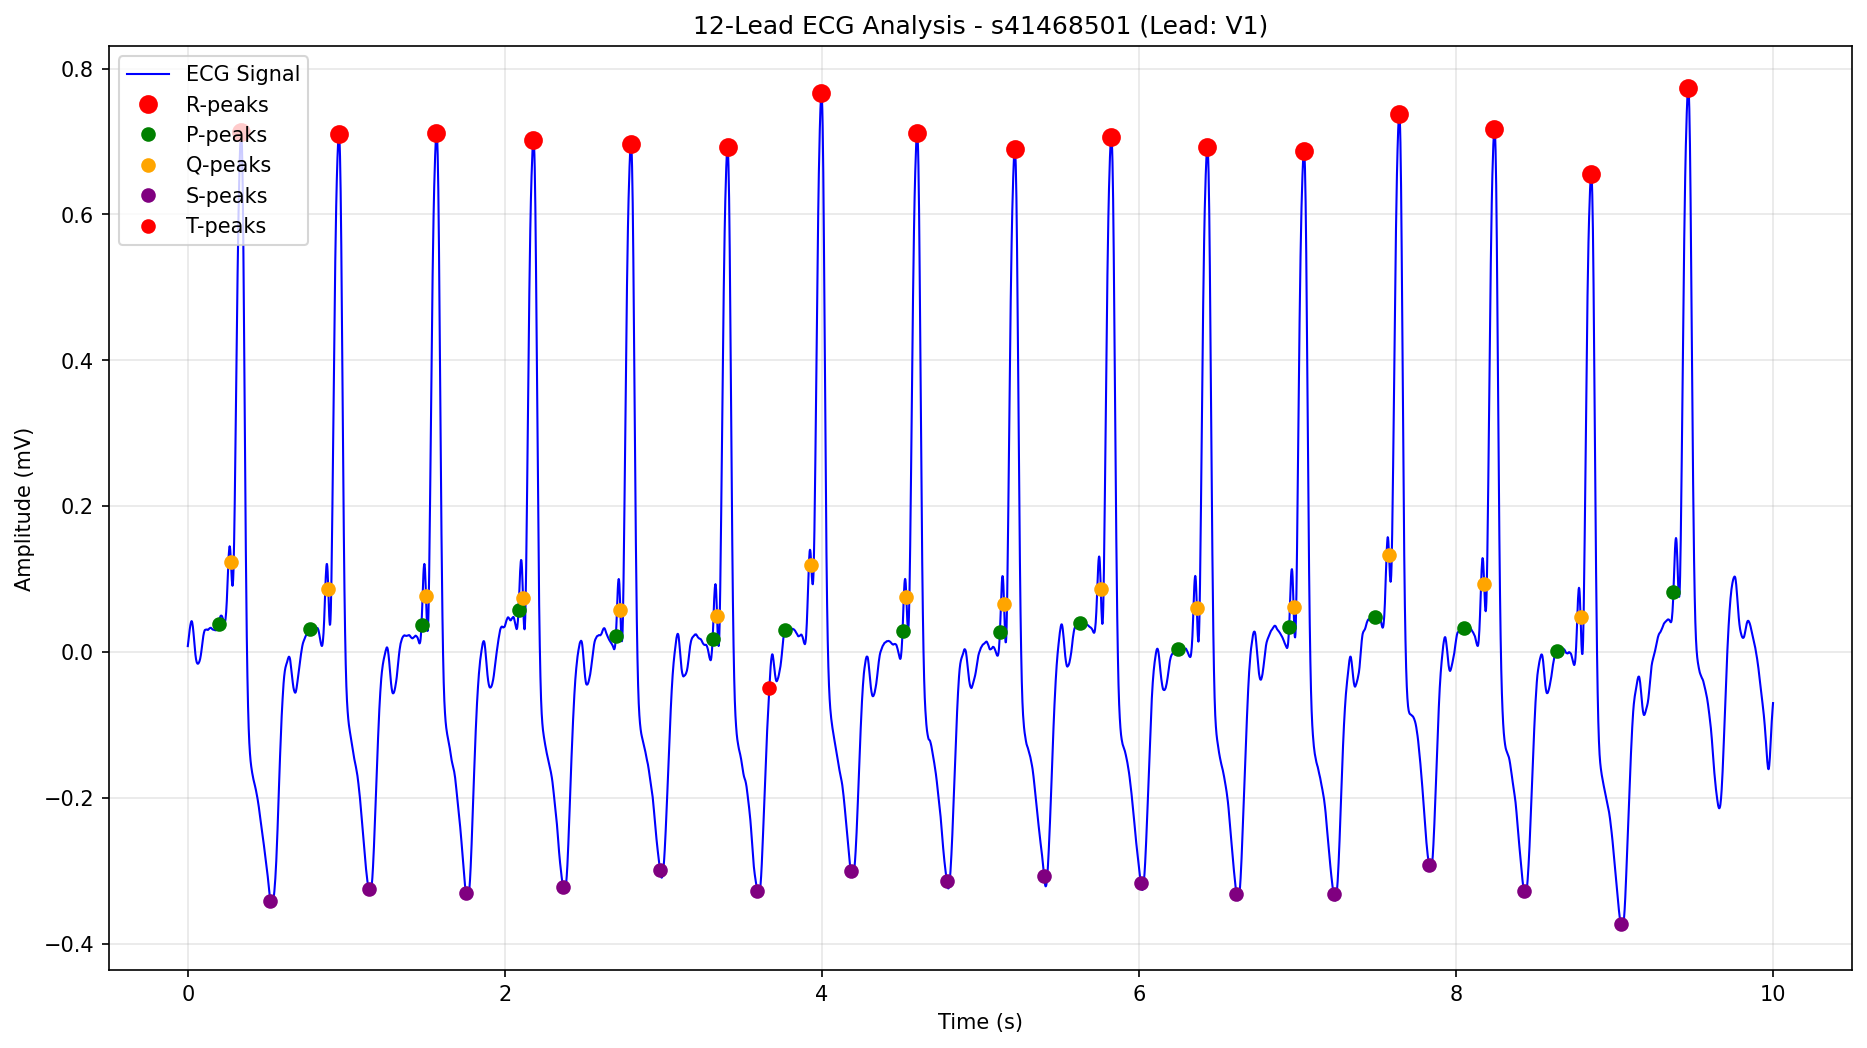 12-Lead ECG Analysis - s41468501 (Lead: V1)
ECG Signal
R-peaks
P-peaks
Q-peaks
S-peaks
T-peaks
Amplitude (mV)
0.8
0.6
0.4
0.2
0.0
−0.2
−0.4
0 2 4 6 8 10
Time (s)